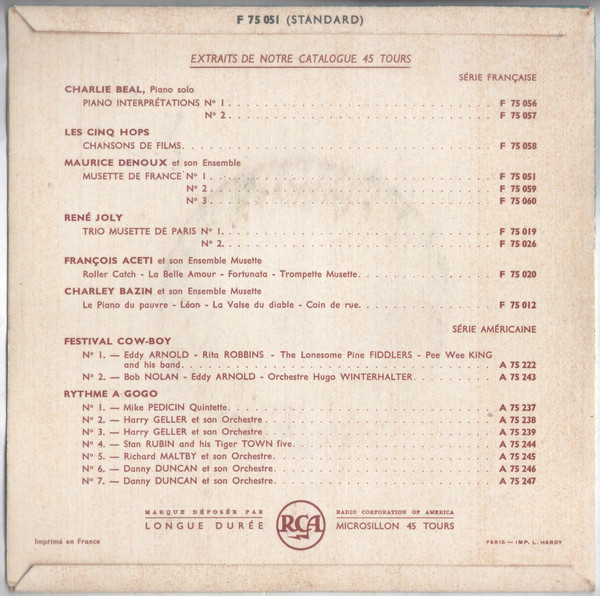 F 75 051 (STANDARD)
EXTRAITS DE NOTRE CATALOGUE 45 TOURS
SÉRIE FRANÇAISE
CHARLIE BEAL, Piano solo
PIANO INTERPRÉTATIONS N° 1 F 75 056
N° 2 F 75 057
LES CINQ HOPS
CHANSONS DE FILMS F 75 058
MAURICE DENOUX et son Ensemble
MUSETTE DE FRANCE N° 1 F 75 051
N° 2 F 75 059
N° 3 F 75 060
RENÉ JOLY
TRIO MUSETTE DE PARIS N° 1. F 75 019
N° 2. F 75 026
FRANÇOIS ACETI et son Ensemble Musette
Roller Catch - La Belle Amour - Fortunata - Trompette Musette. F 75 020
CHARLEY BAZIN et son Ensemble Musette
Le Piano du pauvre - Léon - La Valse du diable - Coin de rue. F 75 012
SÉRIE AMÉRICAINE
FESTIVAL COW-BOY
N° 1. — Eddy ARNOLD - Rita ROBBINS - The Lonesome Pine FIDDLERS - Pee Wee KING
and his band. A 75 222
N° 2. — Bob NOLAN - Eddy ARNOLD - Orchestre Hugo WINTERHALTER. A 75 243
RYTHME A GOGO
N° 1. — Mike PEDICIN Quintette. A 75 237
N° 2. — Harry GELLER et son Orchestre A 75 238
N° 3. — Harry GELLER et son Orchestre. A 75 239
N° 4. — Stan RUBIN and his Tiger TOWN five. A 75 244
N° 5. — Richard MALTBY et son Orchestre. A 75 245
N° 6. — Danny DUNCAN et son Orchestre. A 75 246
N° 7. — Danny DUNCAN et son Orchestre. A 75 247
MARQUE DÉPOSÉE PAR RCA RADIO CORPORATION OF AMERICA
LONGUE DURÉE MICROSILLON 45 TOURS
Imprimé en France PARIS — IMP. L. HARDY